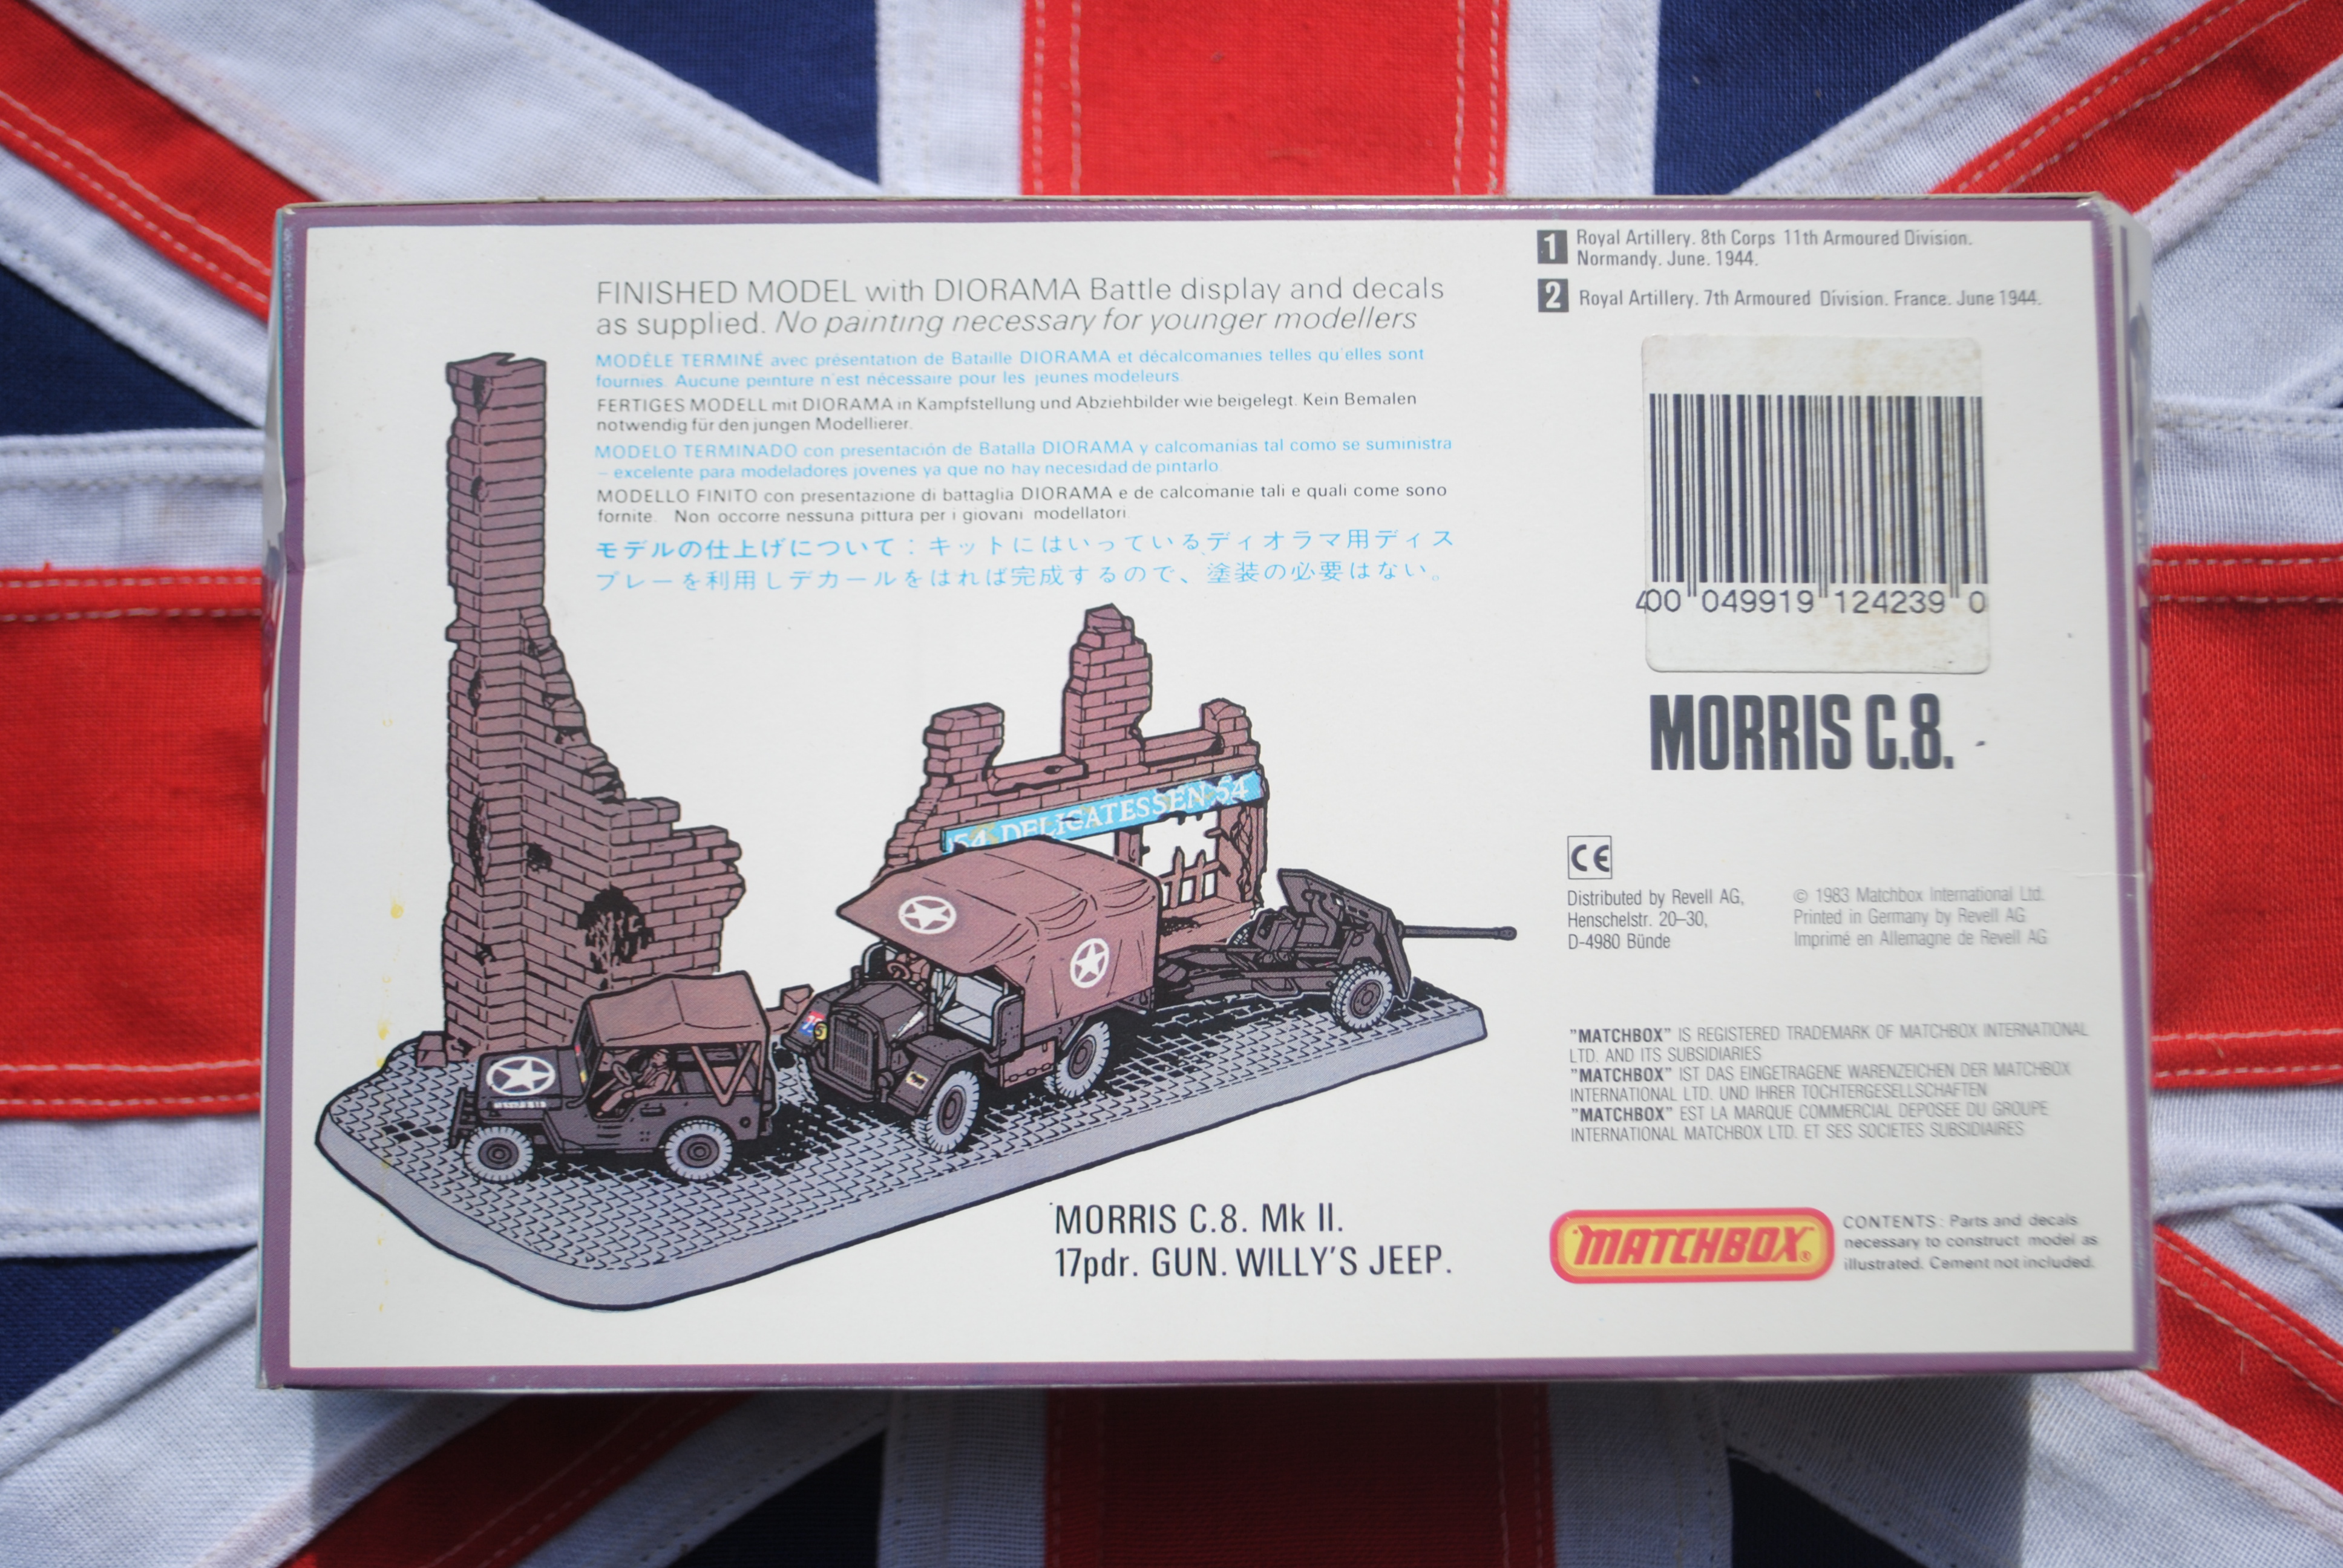 FINISHED MODEL with DIORAMA Battle display and decals
as supplied. No painting necessary for younger modellers
MODÈLE TERMINÉ avec présentation de Bataille DIORAMA et décalcomanies telles qu'elles sont
fournies. Aucune peinture n'est nécessaire pour les jeunes modeleurs.
FERTIGES MODELL mit DIORAMA in Kampfstellung und Abziehbilder wie beigelegt. Kein Bemalen
notwendig für den jungen Modellierer.
MODELO TERMINADO con presentación de Batalla DIORAMA y calcomanias tal como se suministra
– excelente para modeladores jovenes ya que no hay necesidad de pintarlo.
MODELLO FINITO con presentazione di battaglia DIORAMA e de calcomanie tali e quali come sono
fornite. Non occorre nessuna pittura per i giovani modellatori.
モデルの仕上げについて：キットにはいっているディオラマ用ディス
プレーを利用しデカールをはれば完成するので、塗装の必要はない。
54 DELICATESSEN 54
MORRIS C.8. Mk II.
17pdr. GUN. WILLY'S JEEP.
1 Royal Artillery. 8th Corps 11th Armoured Division.
Normandy. June. 1944.
2 Royal Artillery. 7th Armoured Division. France. June 1944.
400 049919 124239 0
MORRIS C.8.
CE
Distributed by Revell AG,
Henschelstr. 20–30,
D-4980 Bünde
© 1983 Matchbox International Ltd.
Printed in Germany by Revell AG
Imprimé en Allemagne de Revell AG
"MATCHBOX" IS REGISTERED TRADEMARK OF MATCHBOX INTERNATIONAL
LTD. AND ITS SUBSIDIARIES
"MATCHBOX" IST DAS EINGETRAGENE WARENZEICHEN DER MATCHBOX
INTERNATIONAL LTD. UND IHRER TOCHTERGESELLSCHAFTEN
"MATCHBOX" EST LA MARQUE COMMERCIAL DEPOSEE DU GROUPE
INTERNATIONAL MATCHBOX LTD. ET SES SOCIETES SUBSIDIAIRES
MATCHBOX®
CONTENTS: Parts and decals
necessary to construct model as
illustrated. Cement not included.